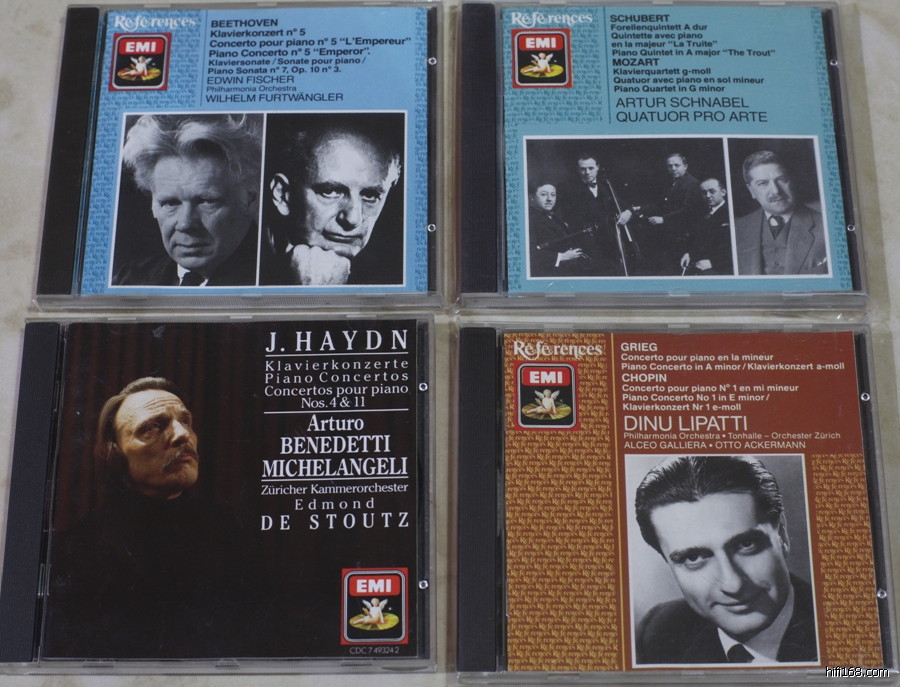 Références
EMI
BEETHOVEN
Klavierkonzert nº 5
Concerto pour piano nº 5 "L'Empereur"
Piano Concerto nº 5 "Emperor".
Klaviersonate / Sonate pour piano /
Piano Sonata nº 7, Op. 10 nº 3.
EDWIN FISCHER
Philharmonia Orchestra
WILHELM FURTWÄNGLER
Références
EMI
SCHUBERT
Forellenquintett A dur
Quintette avec piano
en la majeur "La Truite"
Piano Quintet in A major "The Trout"
MOZART
Klavierquartett g-moll
Quatuor avec piano en sol mineur
Piano Quartet in G minor
ARTUR SCHNABEL
QUATUOR PRO ARTE
J. HAYDN
Klavierkonzerte
Piano Concertos
Concertos pour piano
Nos. 4 & 11
Arturo
BENEDETTI
MICHELANGELI
Züricher Kammerorchester
Edmond
DE STOUTZ
EMI
CDC 7 49324 2
Références
EMI
GRIEG
Concerto pour piano en la mineur
Piano Concerto in A minor / Klavierkonzert a-moll
CHOPIN
Concerto pour piano Nº 1 en mi mineur
Piano Concerto No 1 in E minor /
Klavierkonzert Nr 1 e-moll
DINU LIPATTI
Philharmonia Orchestra • Tonhalle – Orchester Zürich
ALCEO GALLIERA • OTTO ACKERMANN
hifi168.com